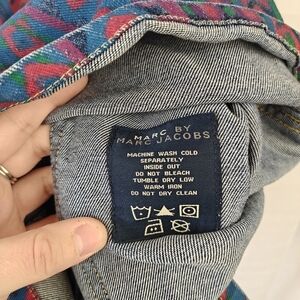 MARC BY
MARC JACOBS
MACHINE WASH COLD
SEPARATELY
INSIDE OUT
DO NOT BLEACH
TUMBLE DRY LOW
WARM IRON
DO NOT DRY CLEAN